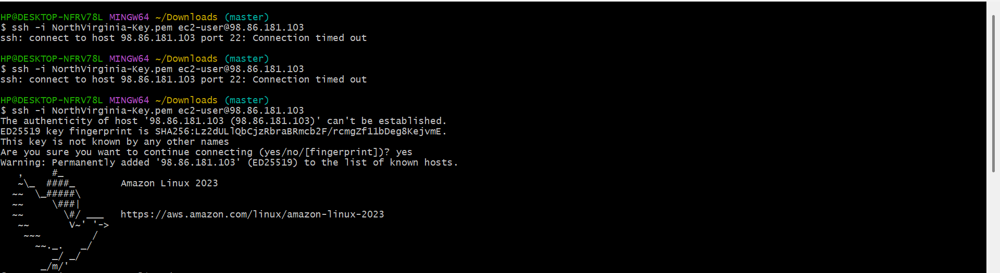 HP@DESKTOP-NFRV78L MINGW64 ~/Downloads (master)
$ ssh -i NorthVirginia-Key.pem ec2-user@98.86.181.103
ssh: connect to host 98.86.181.103 port 22: Connection timed out
HP@DESKTOP-NFRV78L MINGW64 ~/Downloads (master)
$ ssh -i NorthVirginia-Key.pem ec2-user@98.86.181.103
ssh: connect to host 98.86.181.103 port 22: Connection timed out
HP@DESKTOP-NFRV78L MINGW64 ~/Downloads (master)
$ ssh -i NorthVirginia-Key.pem ec2-user@98.86.181.103
The authenticity of host '98.86.181.103 (98.86.181.103)' can't be established.
ED25519 key fingerprint is SHA256:Lz2dULlQbCjzRbraBRmcb2F/rcmgZf11bDeg8KejvmE.
This key is not known by any other names
Are you sure you want to continue connecting (yes/no/[fingerprint])? yes
Warning: Permanently added '98.86.181.103' (ED25519) to the list of known hosts.
   ,     #_
   ~\_  ####_        Amazon Linux 2023
  ~~  \_#####\
  ~~     \###|
  ~~       \#/ ___   https://aws.amazon.com/linux/amazon-linux-2023
   ~~       V~' '->
    ~~~         /
      ~~._.   _/
         _/ _/
       _/m/'